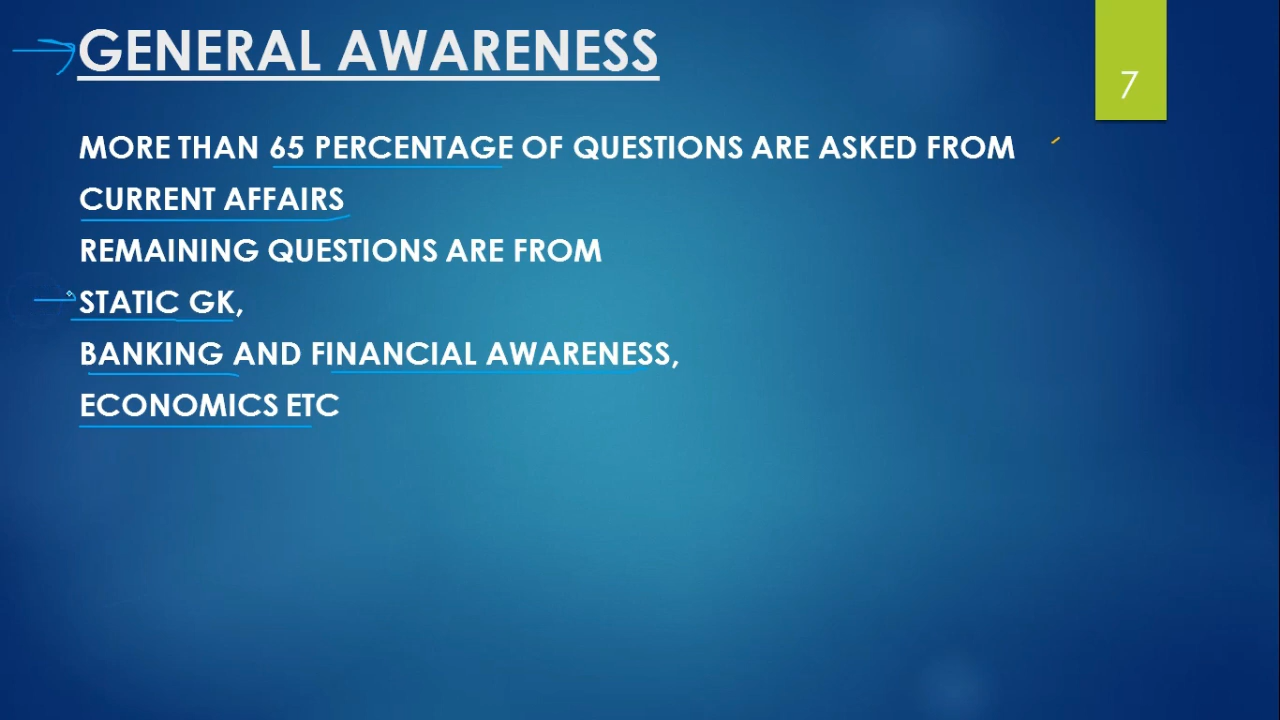 GENERAL AWARENESS
7
MORE THAN 65 PERCENTAGE OF QUESTIONS ARE ASKED FROM
CURRENT AFFAIRS
REMAINING QUESTIONS ARE FROM
STATIC GK,
BANKING AND FINANCIAL AWARENESS,
ECONOMICS ETC